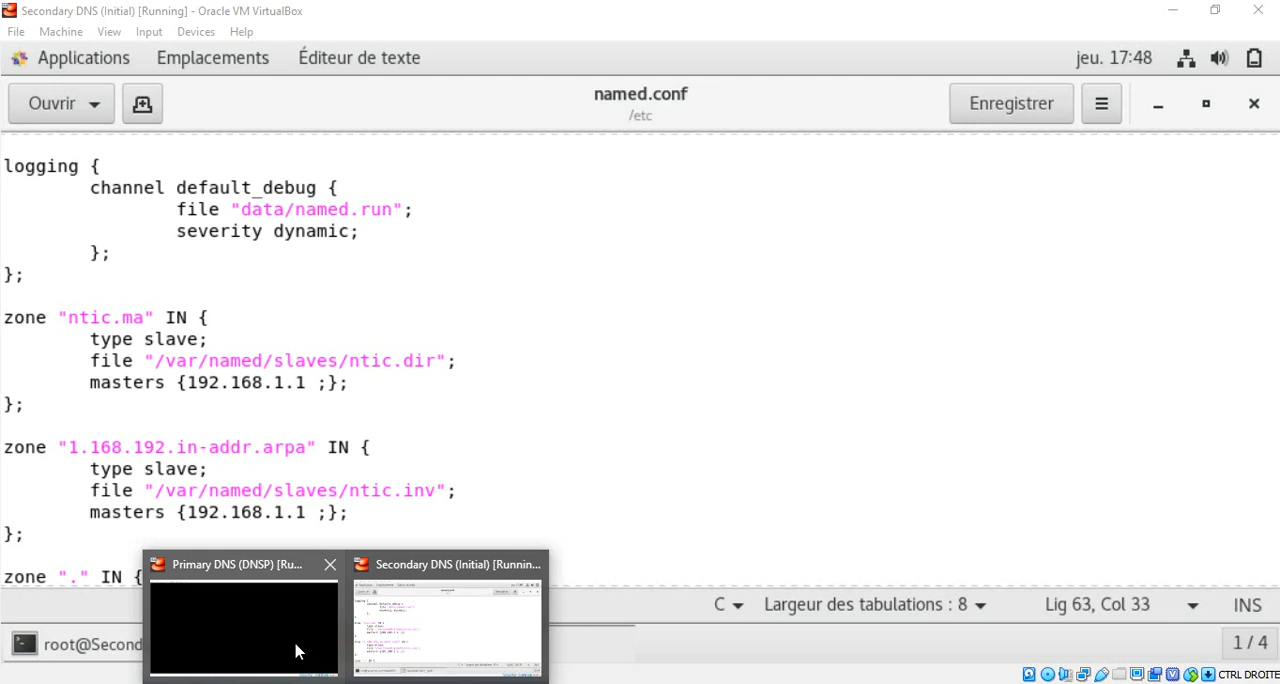 Secondary DNS (Initial) [Running] - Oracle VM VirtualBox
File Machine View Input Devices Help
Applications Emplacements Éditeur de texte jeu. 17:48
Ouvrir named.conf Enregistrer
/etc
logging {
channel default_debug {
file "data/named.run";
severity dynamic;
};
};
zone "ntic.ma" IN {
type slave;
file "/var/named/slaves/ntic.dir";
masters {192.168.1.1 ;};
};
zone "1.168.192.in-addr.arpa" IN {
type slave;
file "/var/named/slaves/ntic.inv";
masters {192.168.1.1 ;};
};
zone "." IN {
Primary DNS (DNSP) [Ru... Secondary DNS (Initial) [Runnin...
C Largeur des tabulations : 8 Lig 63, Col 33 INS
root@Second 1 / 4
CTRL DROITE